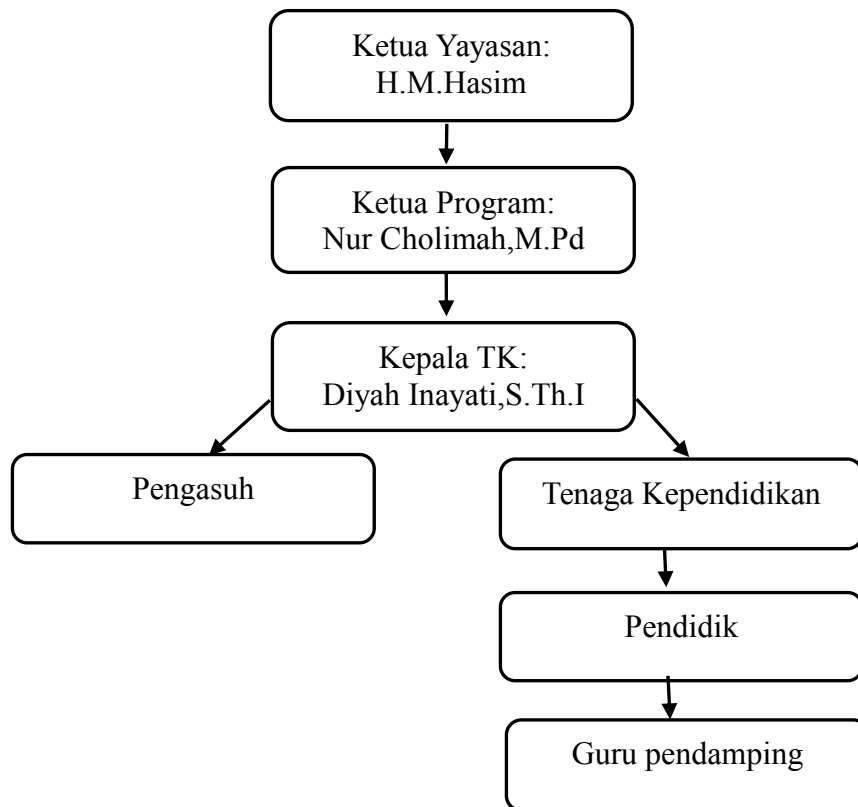 Ketua Yayasan:
H.M.Hasim
Ketua Program:
Nur Cholimah,M.Pd
Kepala TK:
Diyah Inayati,S.Th.I
Pengasuh
Tenaga Kependidikan
Pendidik
Guru pendamping